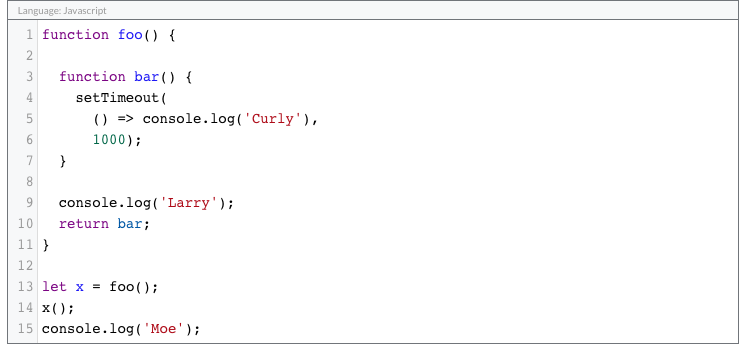 Language: Javascript
1 function foo() {
2
3   function bar() {
4     setTimeout(
5       () => console.log('Curly'),
6       1000);
7   }
8
9   console.log('Larry');
10   return bar;
11 }
12
13 let x = foo();
14 x();
15 console.log('Moe');